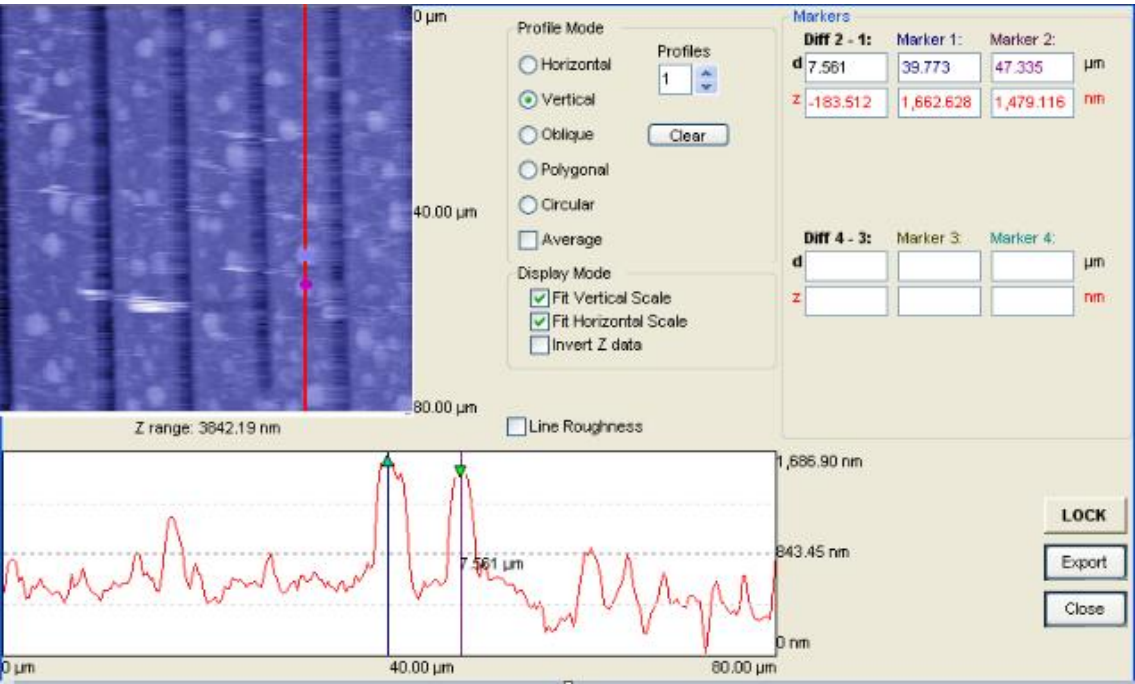 0 µm
40.00 µm
80.00 µm
Z range: 3842.19 nm
Profile Mode
Horizontal
Vertical
Oblique
Polygonal
Circular
Average
Profiles
1
Clear
Display Mode
Fit Vertical Scale
Fit Horizontal Scale
Invert Z data
Line Roughness
Markers
Diff 2 - 1: Marker 1: Marker 2:
d 7.561 39.773 47.335 µm
z -183.512 1,662.628 1,479.116 nm
Diff 4 - 3: Marker 3: Marker 4:
d µm
z nm
1,686.90 nm
843.45 nm
0 nm
7.561 µm
0 µm 40.00 µm 80.00 µm
LOCK
Export
Close